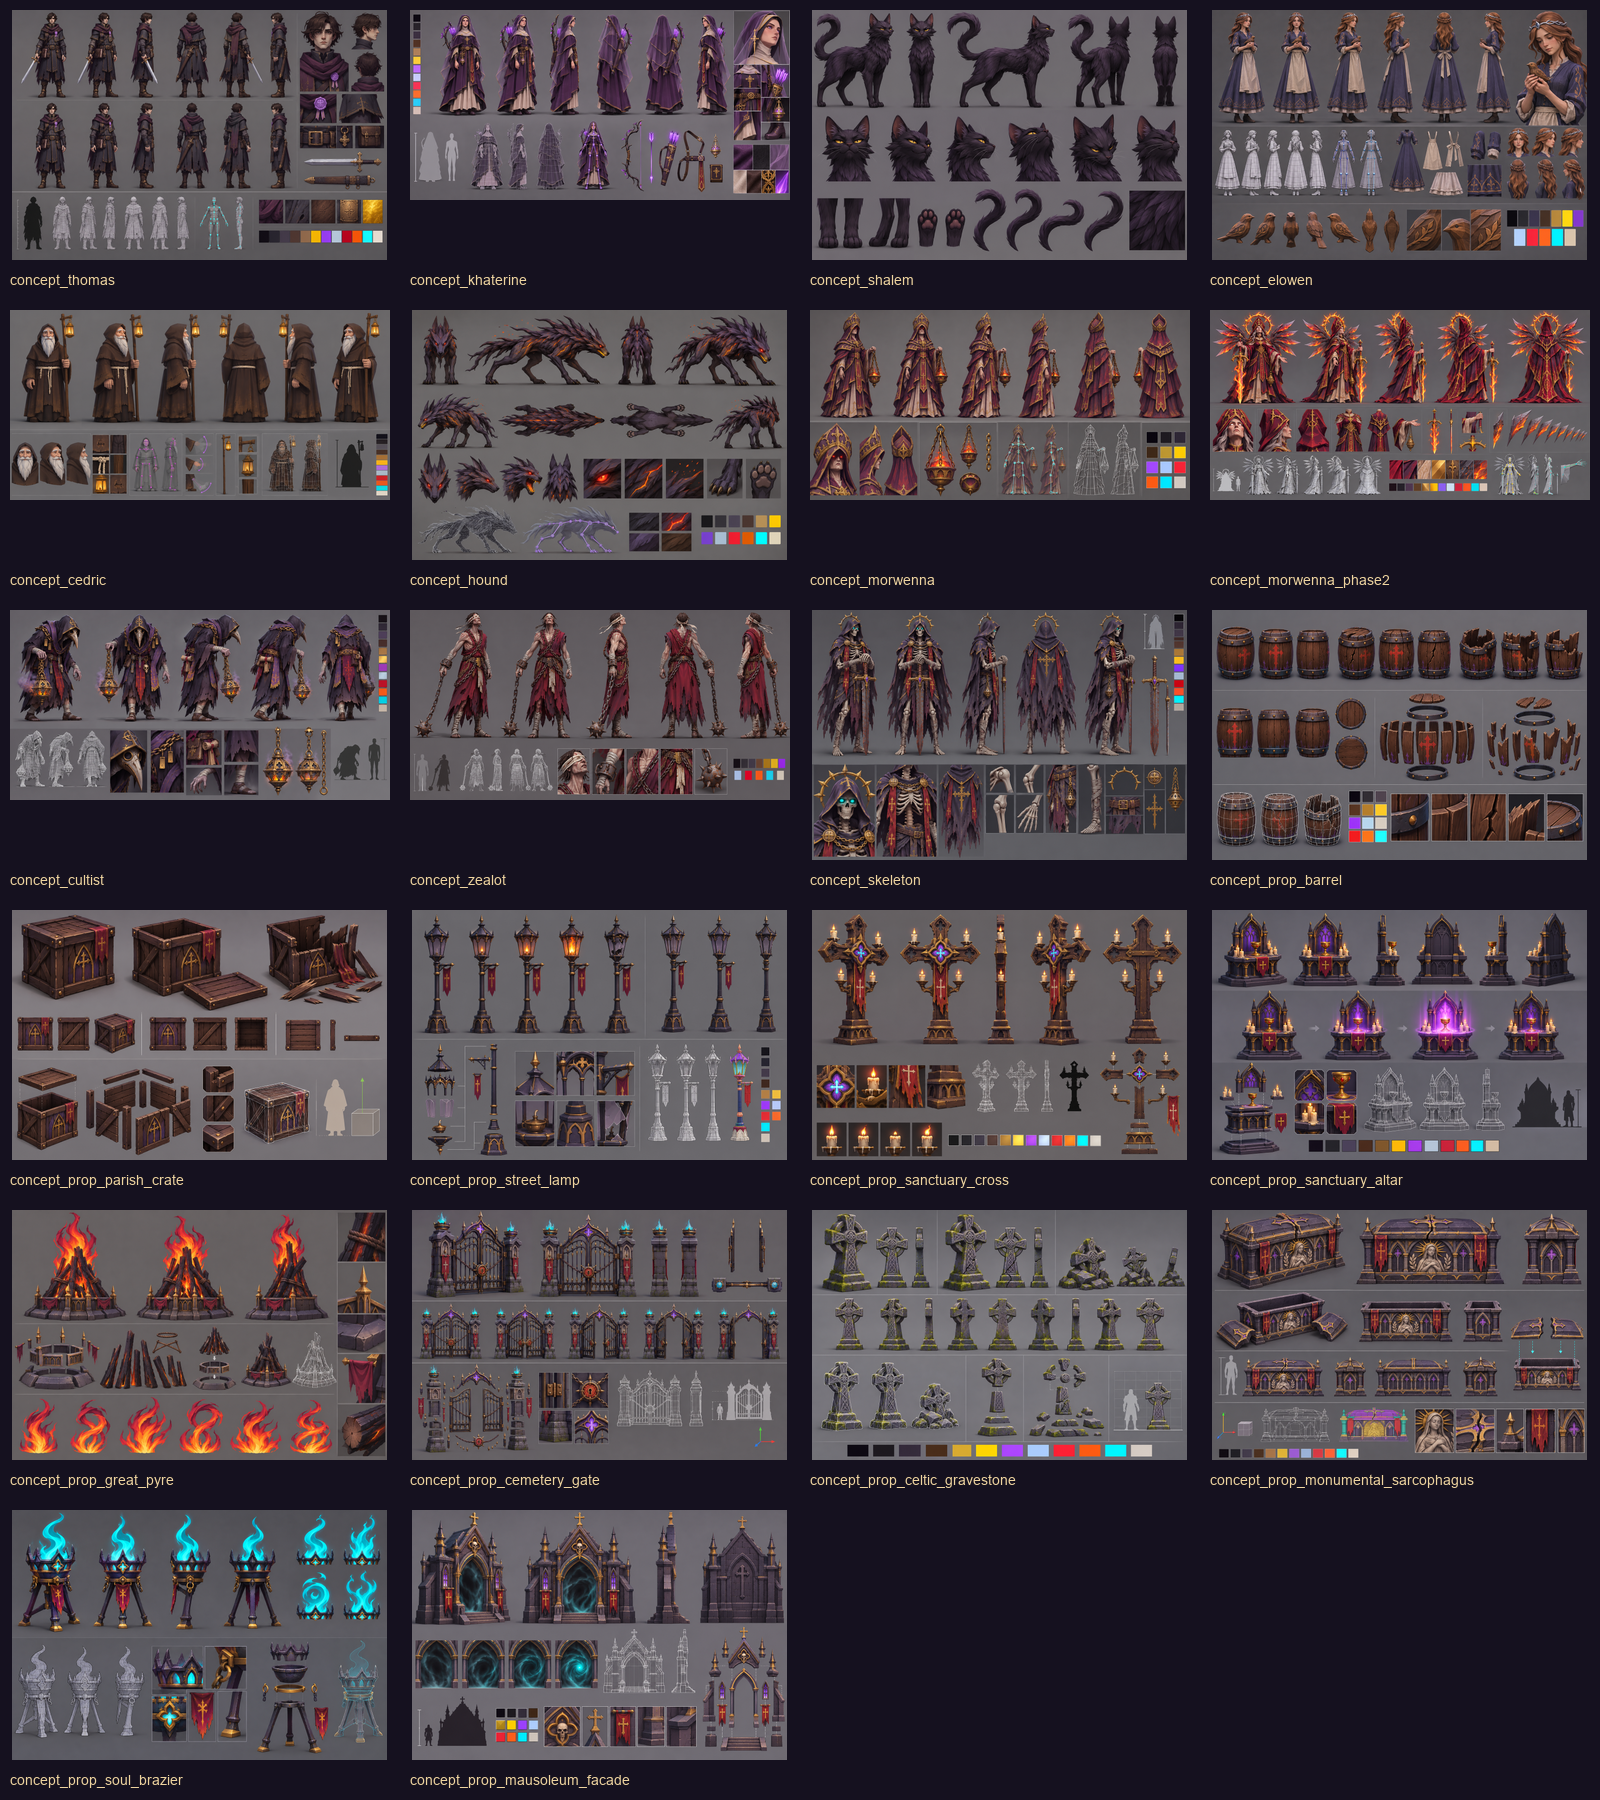 concept_thomas
concept_khaterine
concept_shalem
concept_elowen
concept_cedric
concept_hound
concept_morwenna
concept_morwenna_phase2
concept_cultist
concept_zealot
concept_skeleton
concept_prop_barrel
concept_prop_parish_crate
concept_prop_street_lamp
concept_prop_sanctuary_cross
concept_prop_sanctuary_altar
concept_prop_great_pyre
concept_prop_cemetery_gate
concept_prop_celtic_gravestone
concept_prop_monumental_sarcophagus
concept_prop_soul_brazier
concept_prop_mausoleum_facade